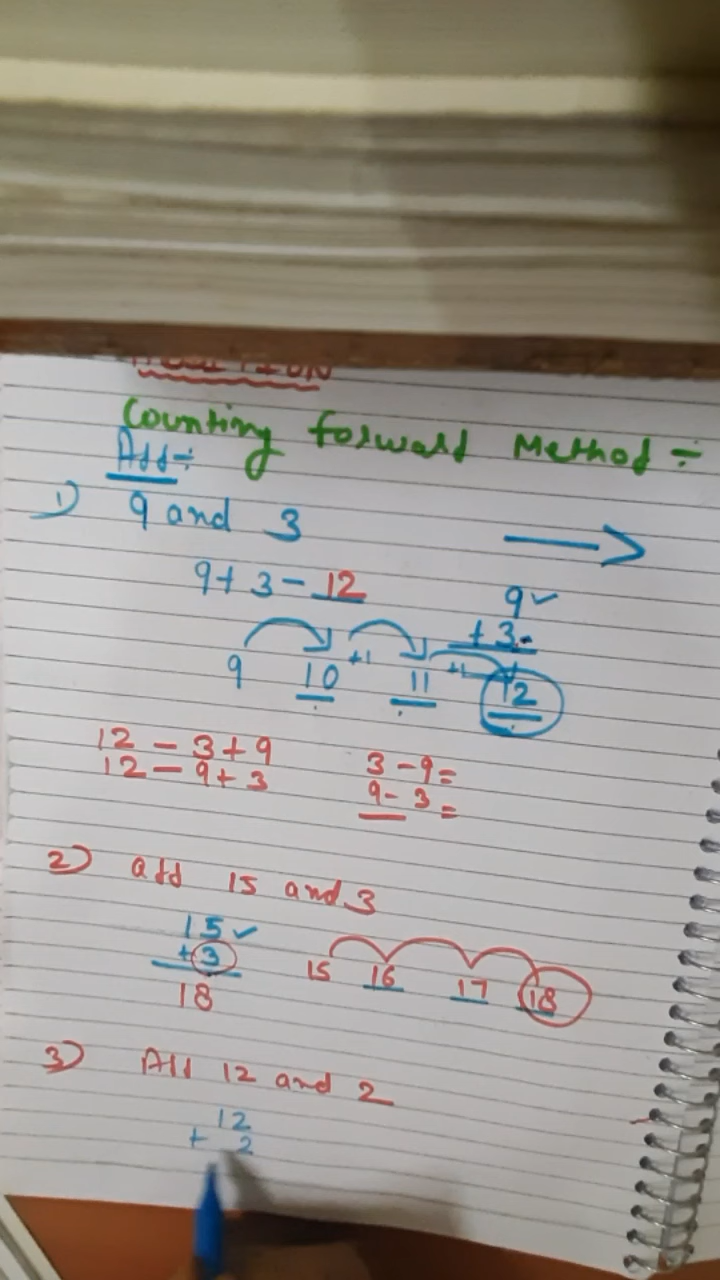 ADDITION
Counting forward Method ÷
Add ÷
1) 9 and 3
9+ 3 - 12
9
+3
9 10 +1 11 +1 12
12 - 3+9
12 - 9+3
3 -9 =
9- 3 =
2) add 15 and 3
15
+3
18
15 16 17 18
3) Add 12 and 2
12
+ 2